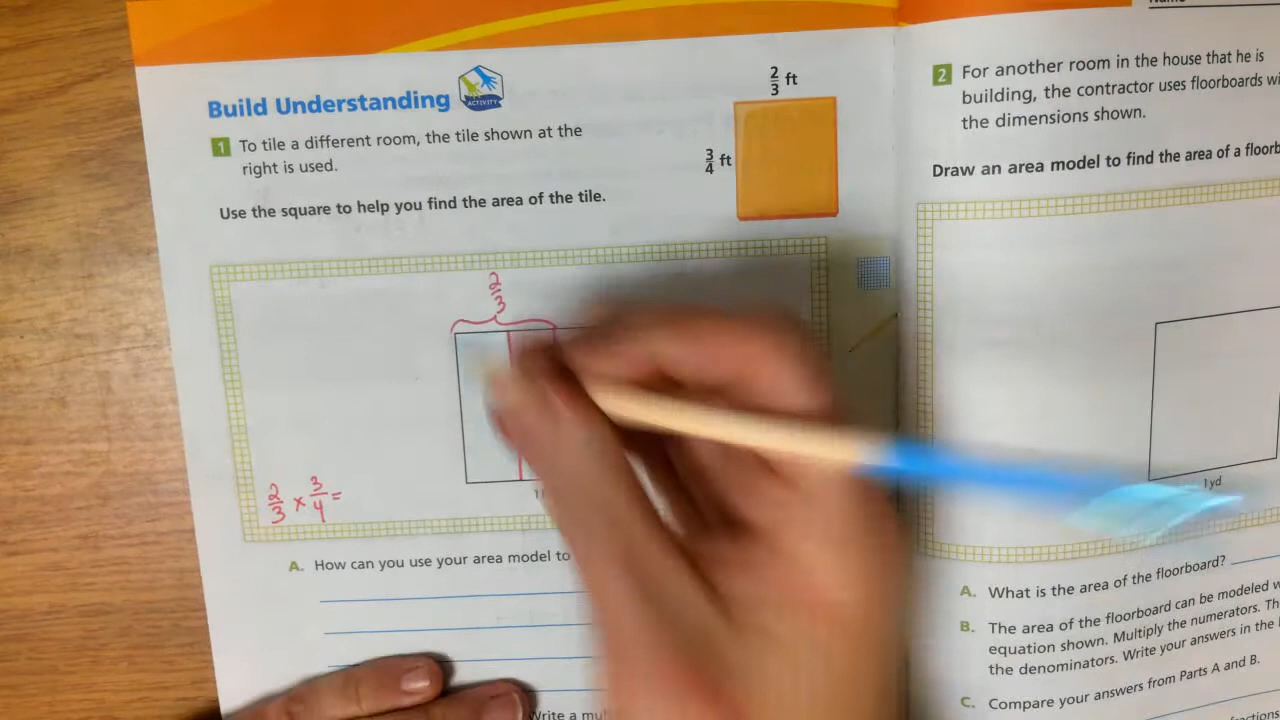 Name
Build Understanding
ACTIVITY
1 To tile a different room, the tile shown at the
right is used.
Use the square to help you find the area of the tile.
2/3 ft
3/4 ft
2/3
2/3 × 3/4 =
A. How can you use your area model to
Write a
2 For another room in the house that he is
building, the contractor uses floorboards
the dimensions shown.
Draw an area model to find the area of a
1 yd
A. What is the area of the floorboard?
B. The area of the floorboard can be modeled
equation shown. Multiply the numerators.
the denominators. Write your answers in the
C. Compare your answers from Parts A and B.